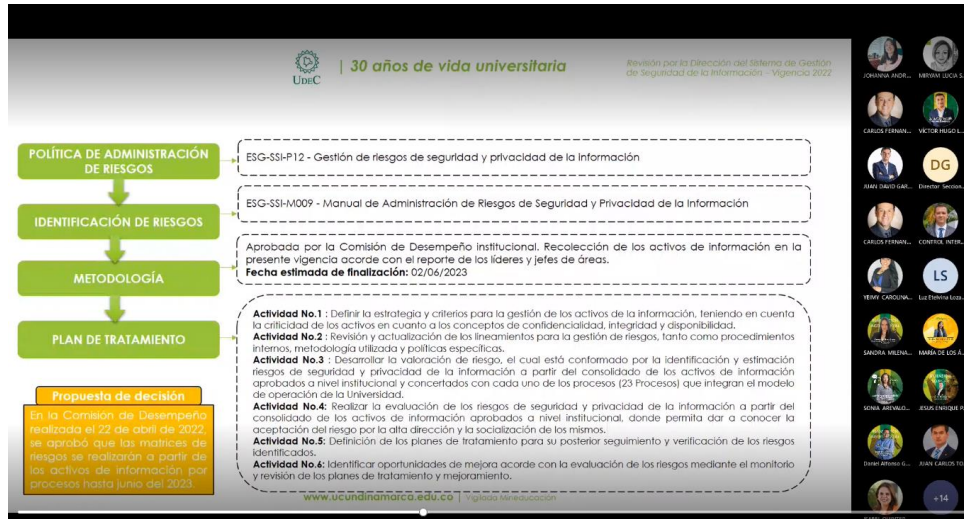 UDEC
| 30 años de vida universitaria
Revisión por la Dirección del Sistema de Gestión
de Seguridad de la Información – Vigencia 2022
POLÍTICA DE ADMINISTRACIÓN
DE RIESGOS
ESG-SSI-P12 - Gestión de riesgos de seguridad y privacidad de la información
IDENTIFICACIÓN DE RIESGOS
ESG-SSI-M009 - Manual de Administración de Riesgos de Seguridad y Privacidad de la Información
METODOLOGÍA
Aprobada por la Comisión de Desempeño institucional. Recolección de los activos de información en la
presente vigencia acorde con el reporte de los líderes y jefes de áreas.
Fecha estimada de finalización: 02/06/2023
PLAN DE TRATAMIENTO
Actividad No.1 : Definir la estrategia y criterios para la gestión de los activos de la información, teniendo en cuenta
la criticidad de los activos en cuanto a los conceptos de confidencialidad, integridad y disponibilidad.
Actividad No.2 : Revisión y actualización de los lineamientos para la gestión de riesgos, tanto como procedimientos
internos, metodología utilizada y políticas específicas.
Actividad No.3 : Desarrollar la valoración de riesgo, el cual está conformado por la identificación y estimación
riesgos de seguridad y privacidad de la información a partir del consolidado de los activos de información
aprobados a nivel institucional y concertados con cada uno de los procesos (23 Procesos) que integran el modelo
de operación de la Universidad.
Actividad No.4: Realizar la evaluación de los riesgos de seguridad y privacidad de la información a partir del
consolidado de los activos de información aprobados a nivel institucional, donde permita dar a conocer la
aceptación del riesgo por la alta dirección y la socialización de los mismos.
Actividad No.5: Definición de los planes de tratamiento para su posterior seguimiento y verificación de los riesgos
identificados.
Actividad No.6: Identificar oportunidades de mejora acorde con la evaluación de los riesgos mediante el monitorio
y revisión de los planes de tratamiento y mejoramiento.
Propuesta de decisión
En la Comisión de Desempeño
realizada el 22 de abril de 2022,
se aprobó que las matrices de
riesgos se realizarán a partir de
los activos de información por
procesos hasta junio del 2023.
www.ucundinamarca.edu.co | Vigilada Mineducación
JOHANNA ANDR... MIRYAM LUCIA S...
CARLOS FERNAN... VÍCTOR HUGO L...
DG
JUAN DAVID GAR... Director Seccion...
CARLOS FERNAN... CONTROL INTER...
LS
YEIMY CAROLINA... Luz Etelvina Loza...
SANDRA MILENA... MARÍA DE LOS Á...
SONIA AREVALO... JESUS ENRIQUE P...
Daniel Alfonso G... JUAN CARLOS TO...
+14